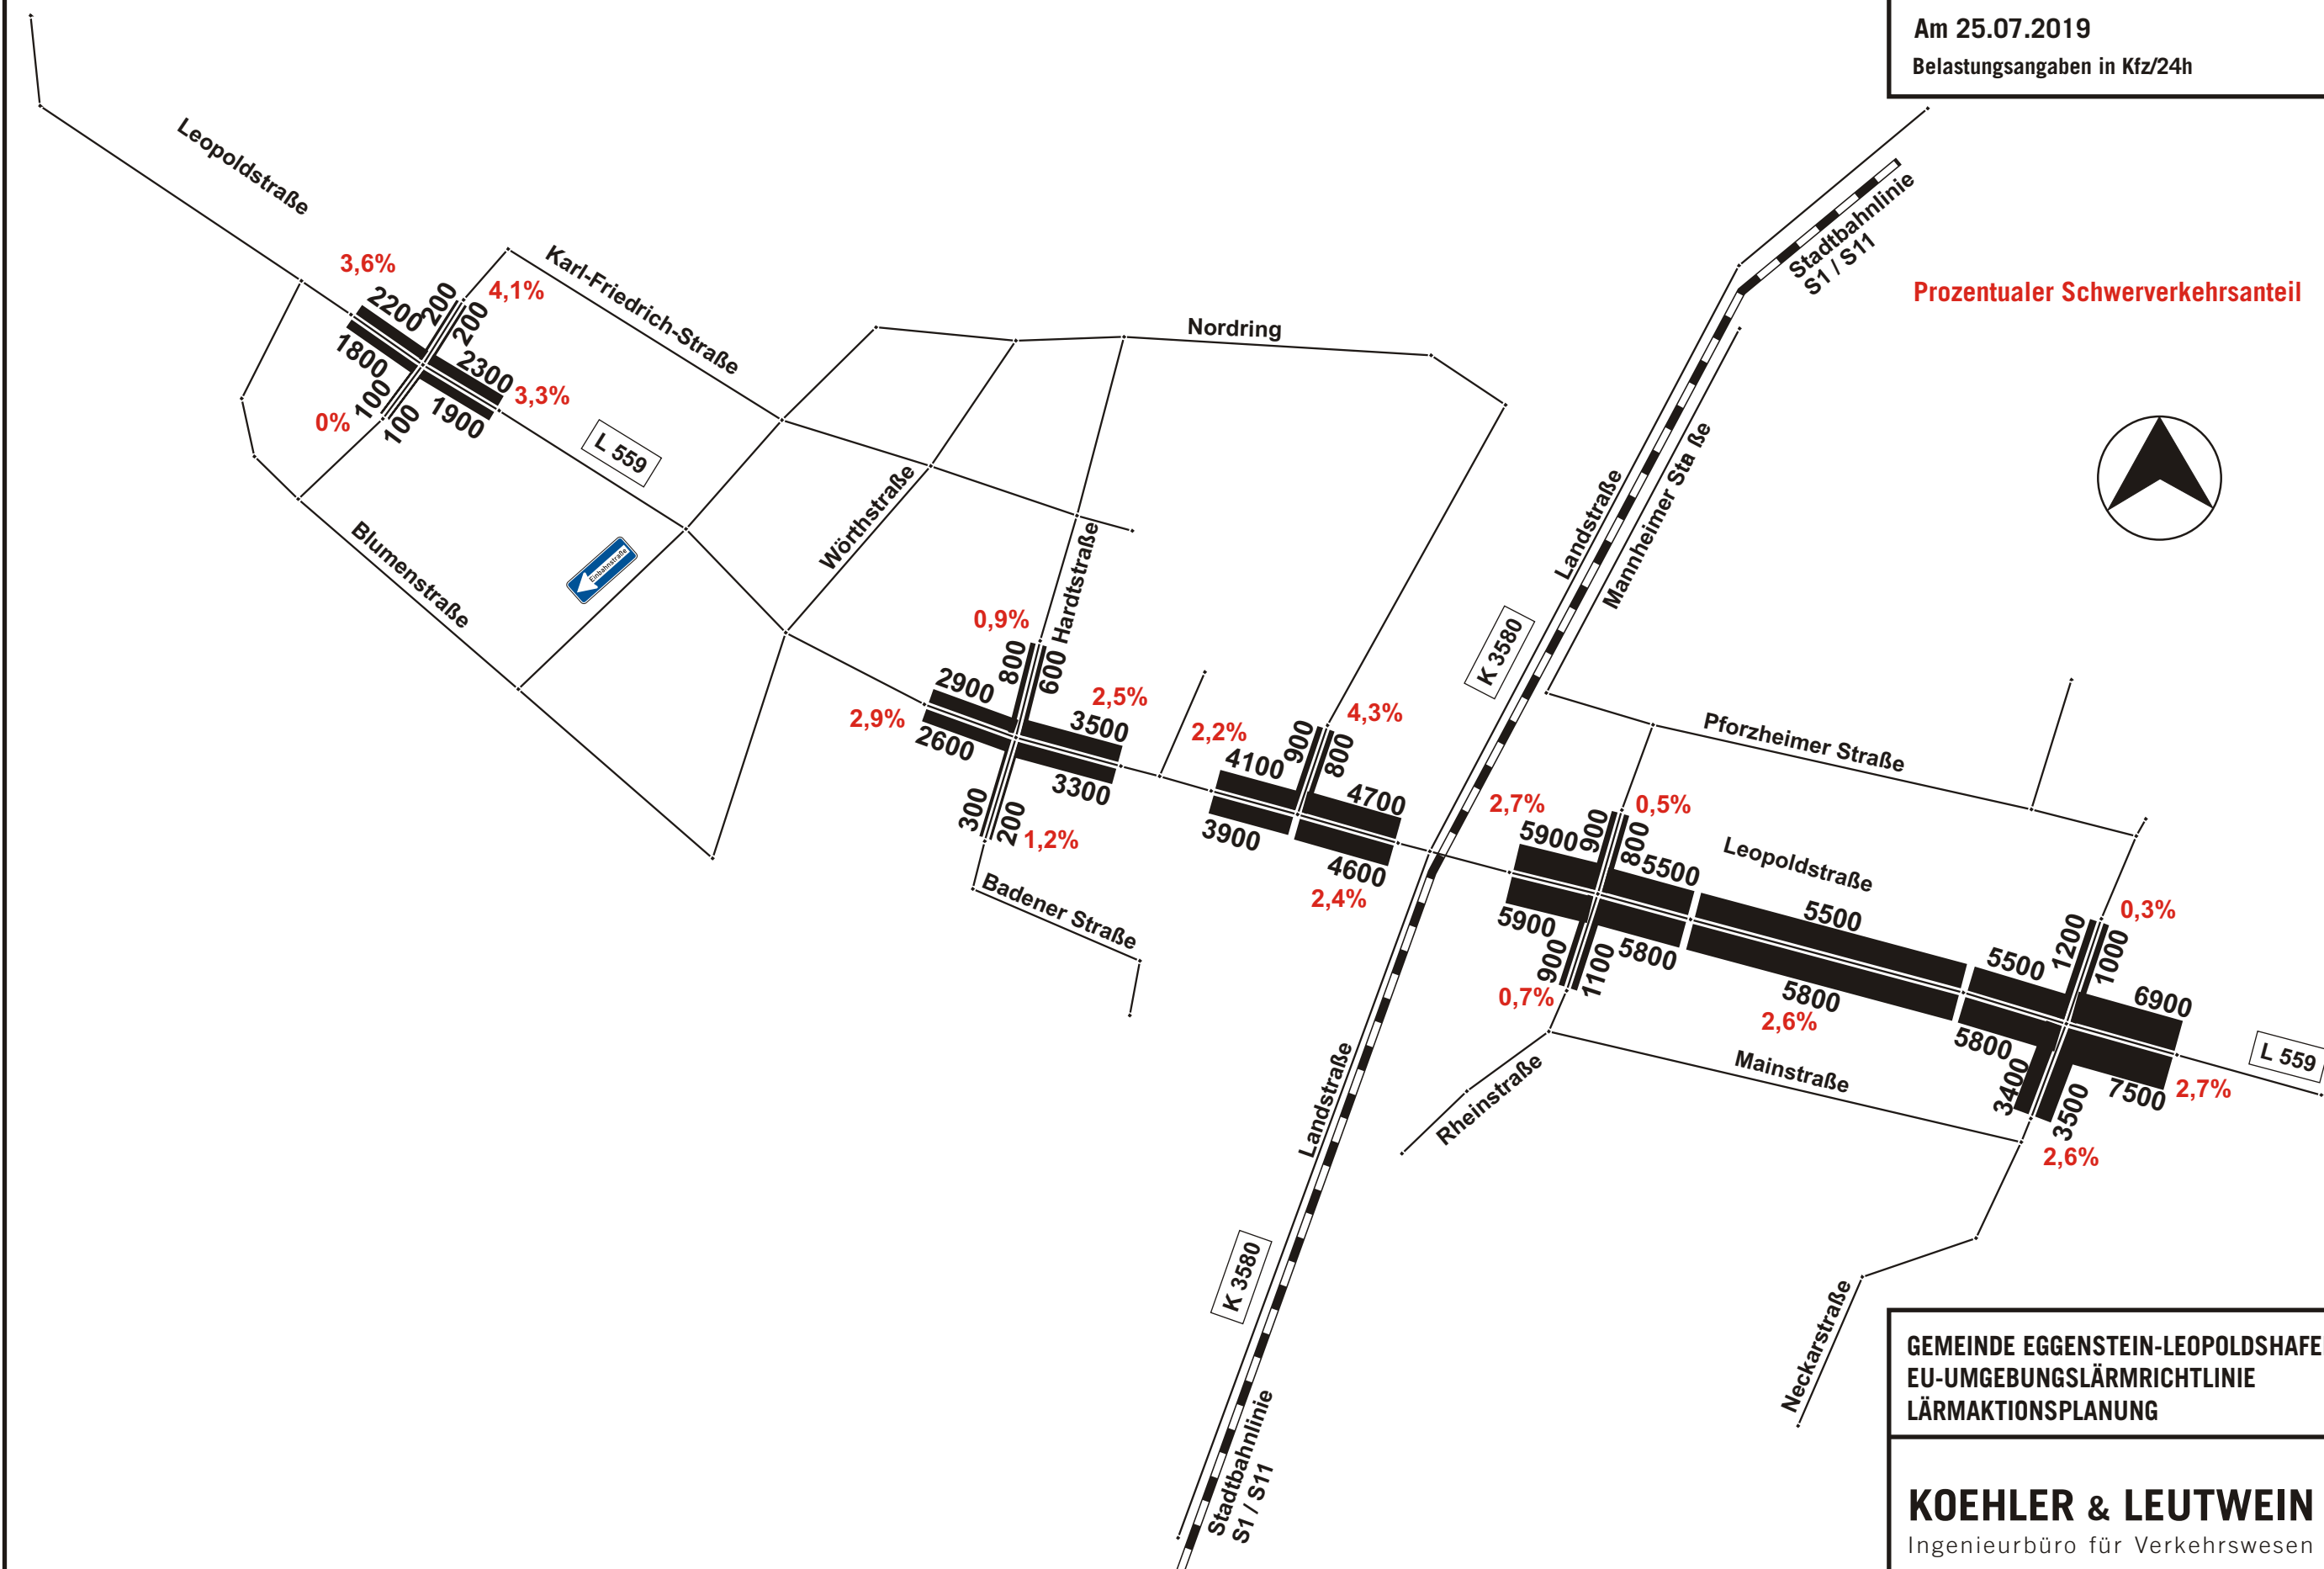 Am 25.07.2019
Belastungsangaben in Kfz/24h
Prozentualer Schwerverkehrsanteil
Leopoldstraße
3,6%
2200
200
4,1%
200
1800
2300
3,3%
100
0%
100
1900
Karl-Friedrich-Straße
L 559
Einbahnstraße
Blumenstraße
Wörthstraße
Nordring
Hardtstraße
0,9%
800
600
2900
2,5%
3500
2,9%
2600
3300
300
200
1,2%
Badener Straße
2,2%
4100
900
800
4,3%
4700
3900
4600
2,4%
Stadtbahnlinie
S1 / S11
Landstraße
Mannheimer Staße
K 3580
Pforzheimer Straße
2,7%
0,5%
5900
900
800
5500
Leopoldstraße
5900
900
1100
5800
0,7%
5500
5800
2,6%
5500
1200
1000
0,3%
6900
5800
3400
3500
7500
2,7%
2,6%
L 559
Mainstraße
Rheinstraße
Neckarstraße
Landstraße
K 3580
Stadtbahnlinie
S1 / S11
GEMEINDE EGGENSTEIN-LEOPOLDSHAFE
EU-UMGEBUNGSLÄRMRICHTLINIE
LÄRMAKTIONSPLANUNG
KOEHLER & LEUTWEIN
Ingenieurbüro für Verkehrswesen